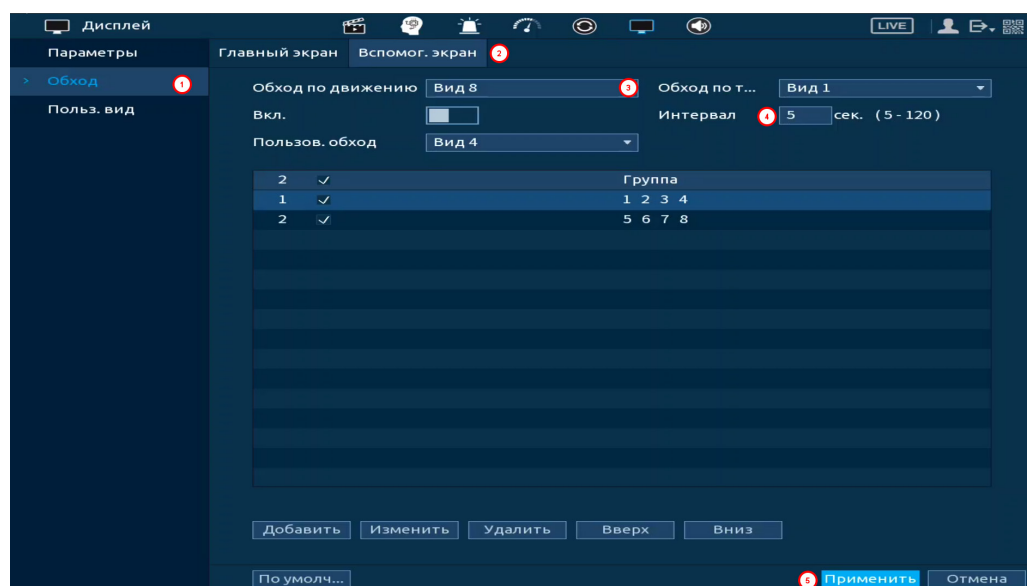 Дисплей LIVE
Параметры Главный экран Вспомог. экран 2
> Обход 1 Обход по движению Вид 8 3 Обход по т... Вид 1
Польз. вид Вкл. Интервал 4 5 сек. (5-120)
Пользов. обход Вид 4
2 Группа
1 1 2 3 4
2 5 6 7 8
Добавить Изменить Удалить Вверх Вниз
По умолч... 5 Применить Отмена